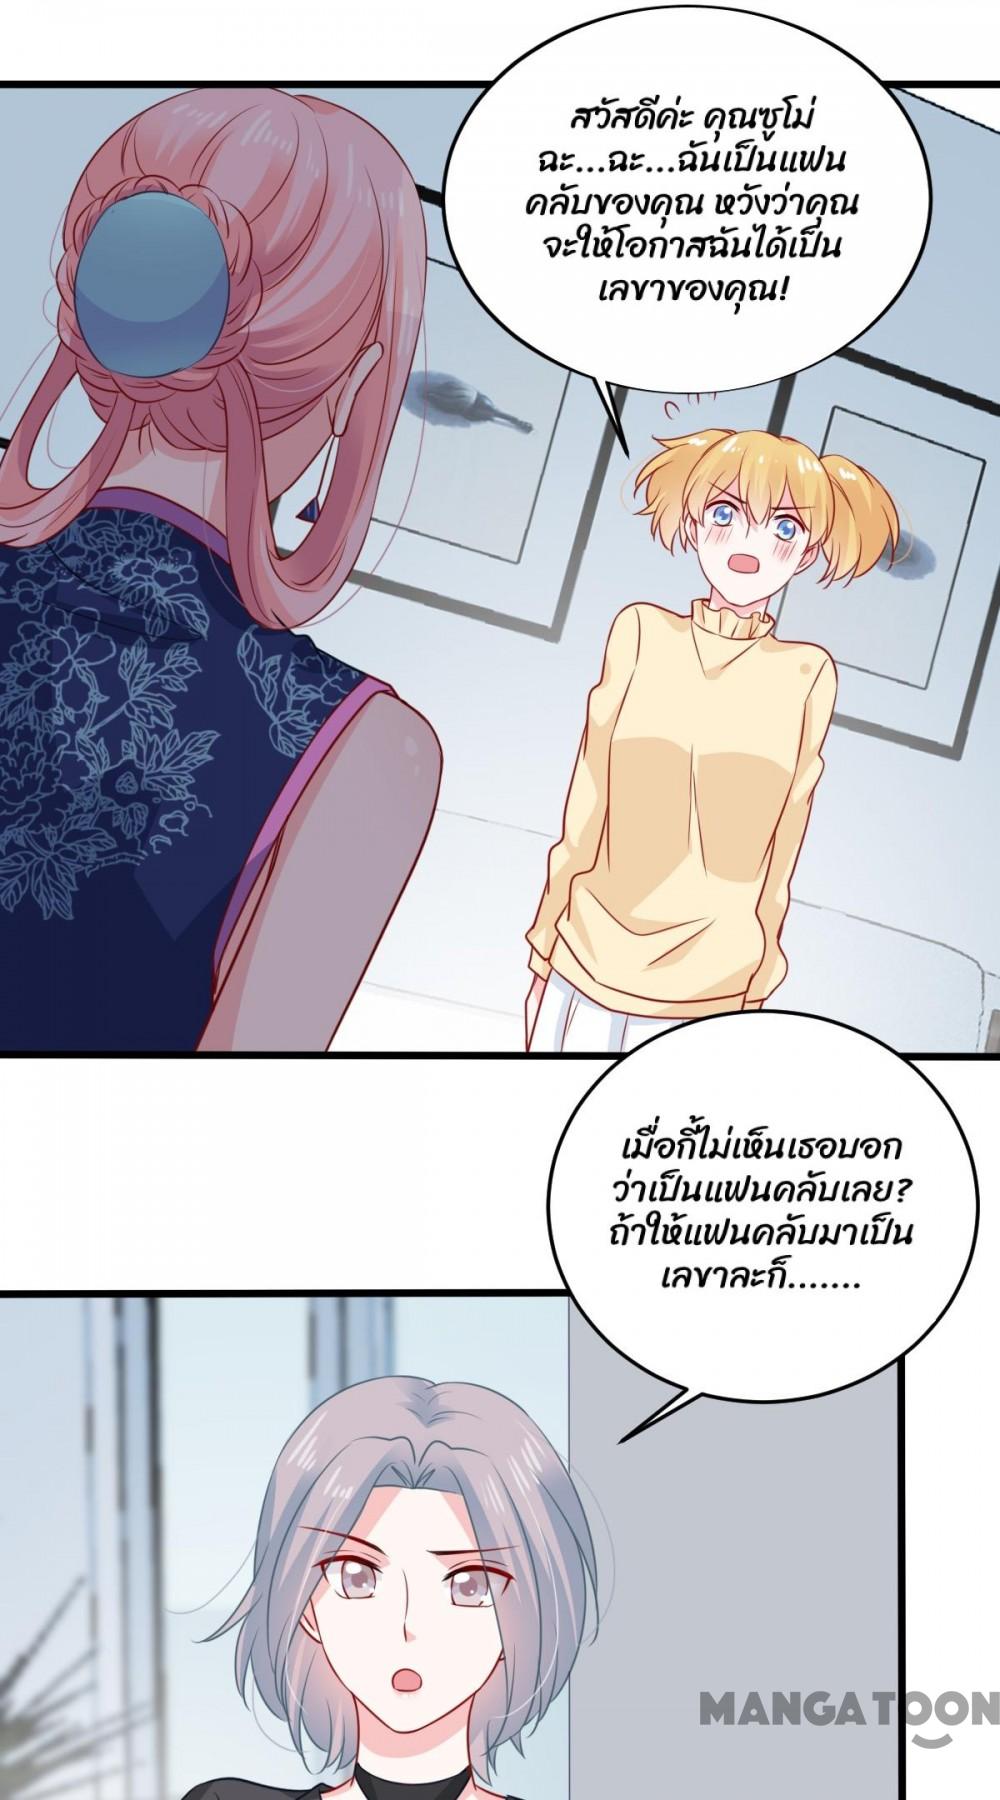 สวัสดีค่ะ คุณซูโม่
ฉะ...ฉะ...ฉันเป็นแฟน
คลับของคุณ หวังว่าคุณ
จะให้โอกาสฉันได้เป็น
เลขาของคุณ!
เมื่อกี้ไม่เห็นเธอบอก
ว่าเป็นแฟนคลับเลย?
ถ้าให้แฟนคลับมาเป็น
เลขาละก็.......
MANGATOON